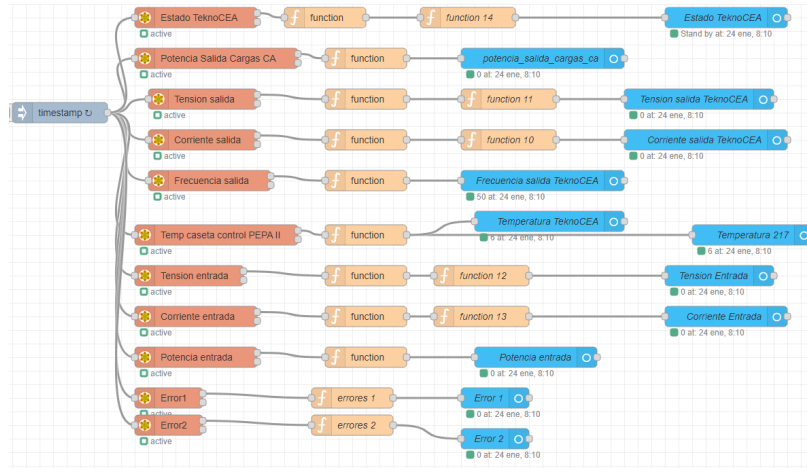 Estado TeknoCEA function function 14 Estado TeknoCEA
active Stand by at: 24 ene, 8:10
Potencia Salida Cargas CA function potencia_salida_cargas_ca
active 0 at: 24 ene, 8:10
Tension salida function function 11 Tension salida TeknoCEA
active 0 at: 24 ene, 8:10
timestamp ↻
Corriente salida function function 10 Corriente salida TeknoCEA
active 0 at: 24 ene, 8:10
Frecuencia salida function Frecuencia salida TeknoCEA
active 50 at: 24 ene, 8:10
Temperatura TeknoCEA
Temp caseta control PEPA II function Temperatura 217
6 at: 24 ene, 8:10
active 6 at: 24 ene, 8:10
Tension entrada function function 12 Tension Entrada
active 0 at: 24 ene, 8:10
Corriente entrada function function 13 Corriente Entrada
active 0 at: 24 ene, 8:10
Potencia entrada function Potencia entrada
active 0 at: 24 ene, 8:10
Error1 errores 1 Error 1
active 0 at: 24 ene, 8:10
Error2 errores 2 Error 2
active 0 at: 24 ene, 8:10